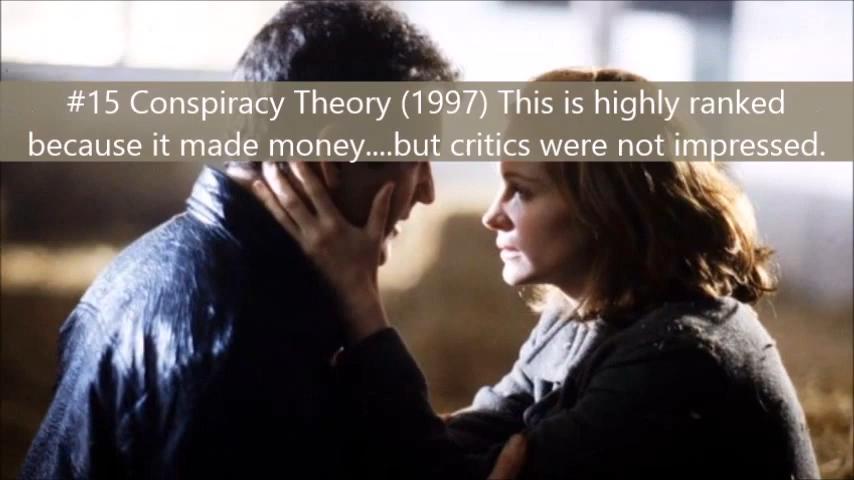 #15 Conspiracy Theory (1997) This is highly ranked
because it made money....but critics were not impressed.